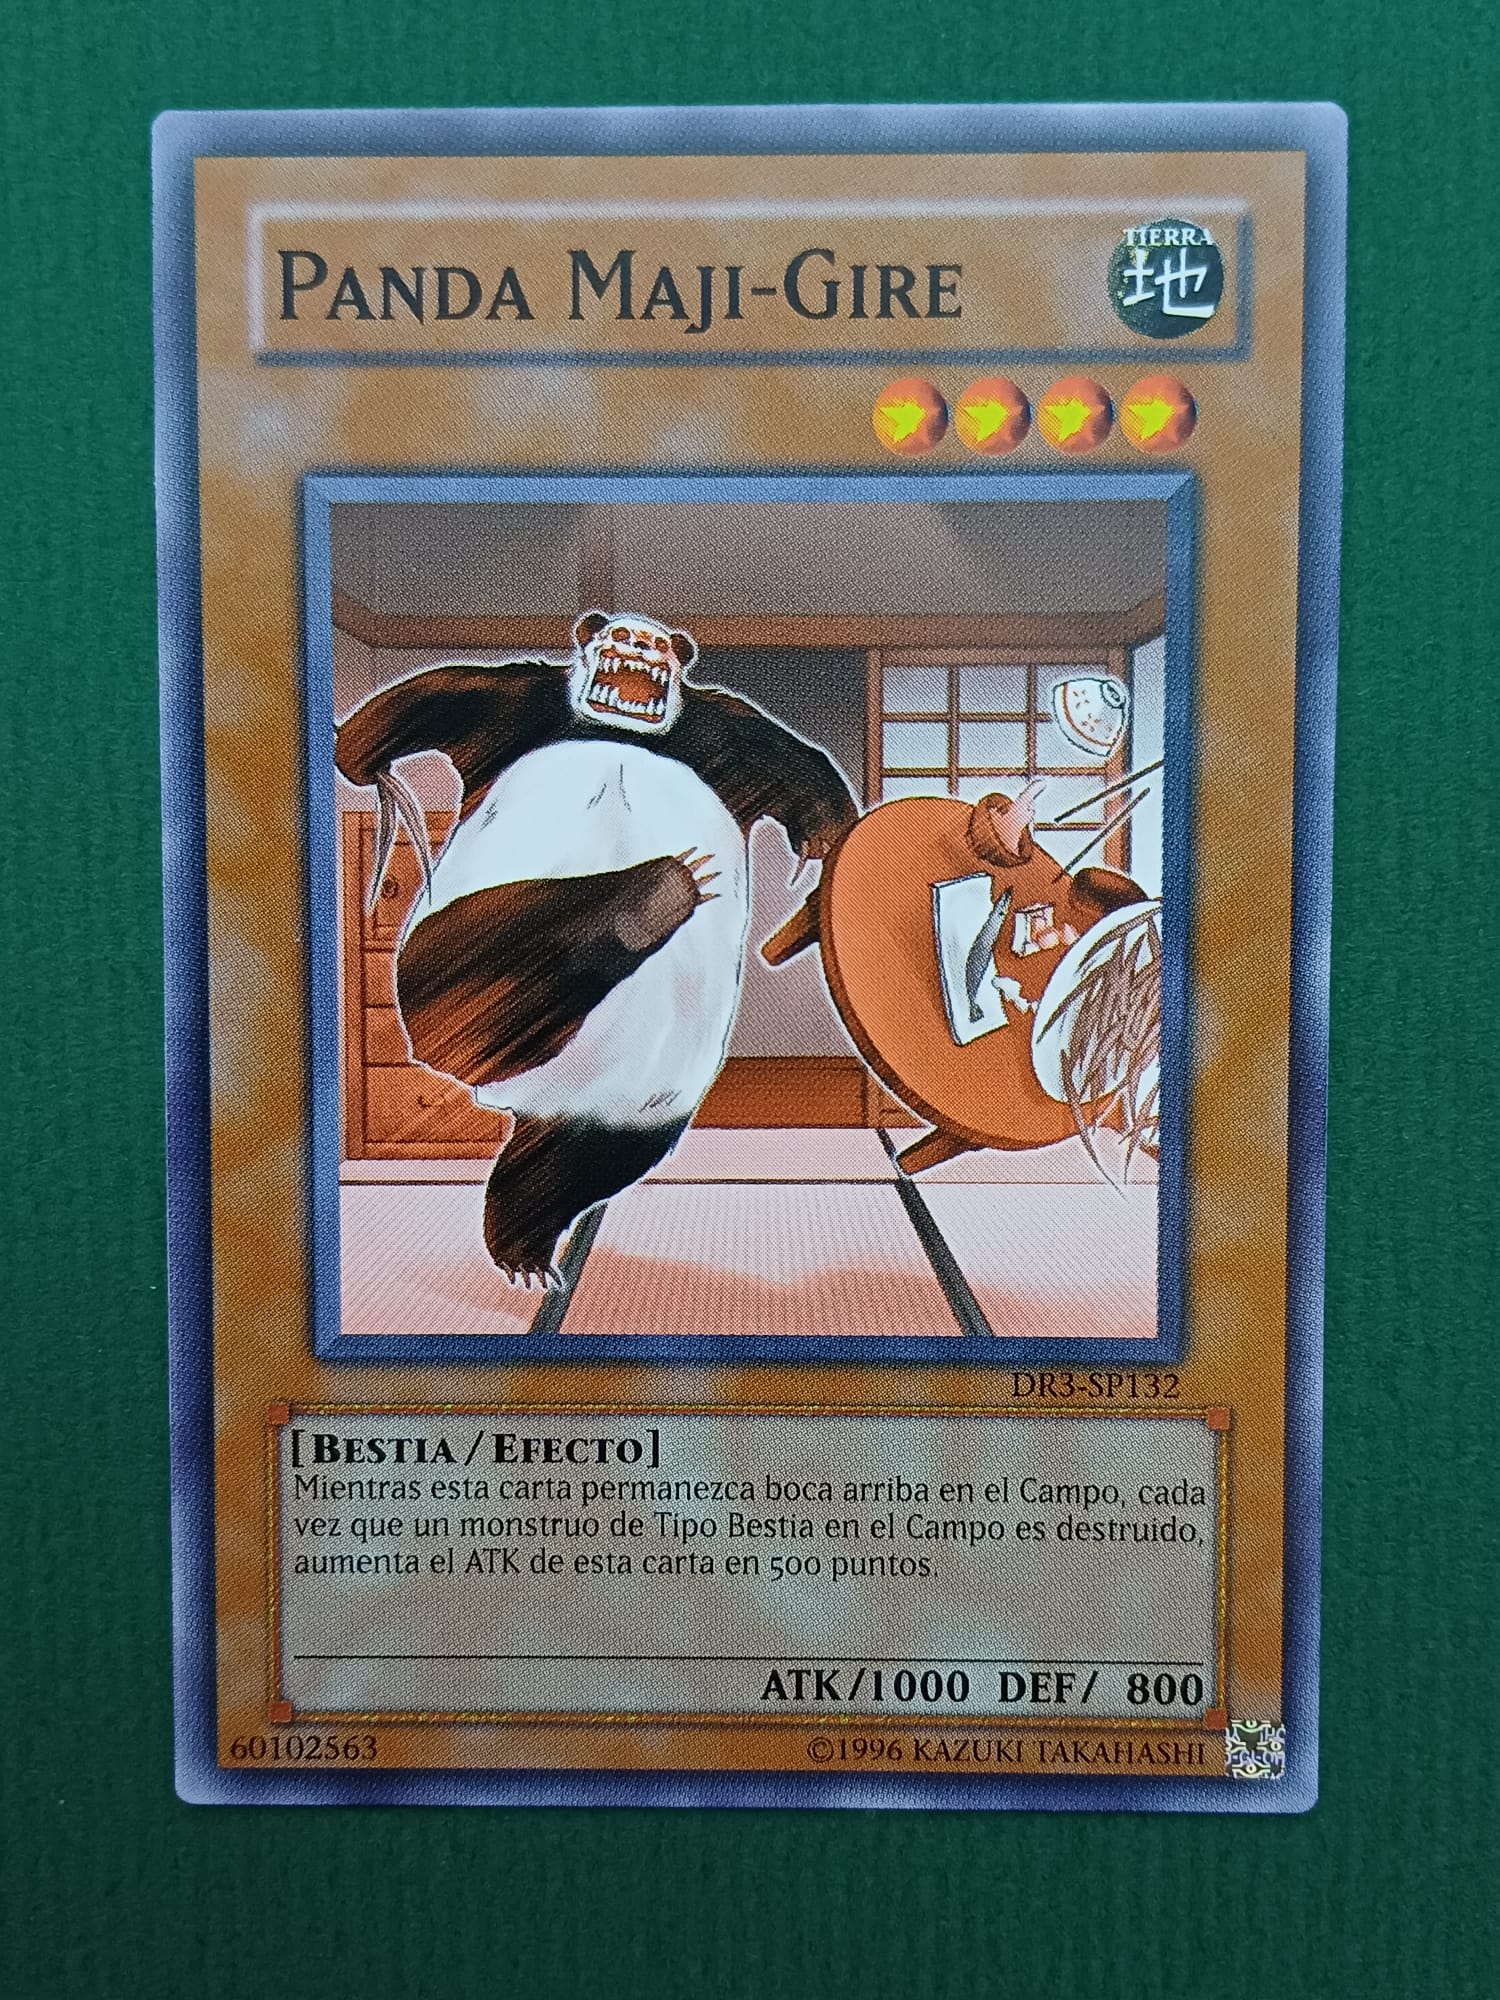 PANDA MAJI-GIRE
TIERRA
地
DR3-SP132
[BESTIA/EFECTO]
Mientras esta carta permanezca boca arriba en el Campo, cada
vez que un monstruo de Tipo Bestia en el Campo es destruido,
aumenta el ATK de esta carta en 500 puntos.
ATK/1000 DEF/ 800
60102563
©1996 KAZUKI TAKAHASHI